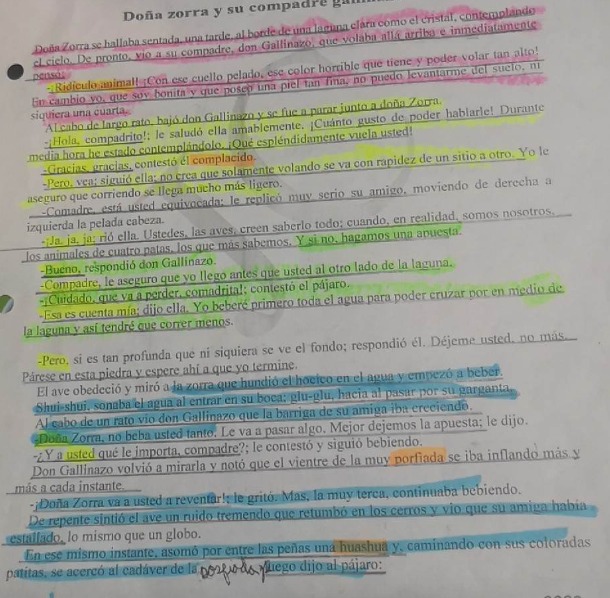 Doña zorra y su compadre
Doña Zorra se hallaba sentada, una tarde, al borde de una laguna clara como el cristal, contemplando
el cielo. De pronto, vio a su compadre, don Gallinazo, que volaba allá arriba e inmediatamente
pensó:
-¡Ridículo animal! ¡Con ese cuello pelado, ese color horrible que tiene y poder volar tan alto!
En cambio yo, que soy bonita y que poseo una piel tan fina, no puedo levantarme del suelo, ni
siquiera una cuarta.
Al cabo de largo rato, bajó don Gallinazo y se fue a parar junto a doña Zorra.
-¡Hola, compadrito!; le saludó ella amablemente. ¡Cuánto gusto de poder hablarle! Durante
media hora he estado contemplándolo. ¡Qué espléndidamente vuela usted!
-Gracias, gracias, contestó él complacido.
-Pero, vea; siguió ella; no crea que solamente volando se va con rapidez de un sitio a otro. Yo le
aseguro que corriendo se llega mucho más ligero.
-Comadre, está usted equivocada; le replicó muy serio su amigo, moviendo de derecha a
izquierda la pelada cabeza.
-¡Ja, ja, ja; rió ella. Ustedes, las aves, creen saberlo todo; cuando, en realidad, somos nosotros,
los animales de cuatro patas, los que más sabemos. Y si no, hagamos una apuesta.
-Bueno, respondió don Gallinazo.
-Compadre, le aseguro que yo llego antes que usted al otro lado de la laguna.
-¡Cuidado, que va a perder, comadrita!; contestó el pájaro.
-Esa es cuenta mía; dijo ella. Yo beberé primero toda el agua para poder cruzar por en medio de
la laguna y así tendré que correr menos.
-Pero, si es tan profunda que ni siquiera se ve el fondo; respondió él. Déjeme usted, no más.
Párese en esta piedra y espere ahí a que yo termine.
El ave obedeció y miró a la zorra que hundió el hocico en el agua y empezó a beber.
Shui-shui, sonaba el agua al entrar en su boca; glu-glu, hacía al pasar por su garganta.
Al cabo de un rato vio don Gallinazo que la barriga de su amiga iba creciendo.
-Doña Zorra, no beba usted tanto. Le va a pasar algo. Mejor dejemos la apuesta; le dijo.
-¿Y a usted qué le importa, compadre?; le contestó y siguió bebiendo.
Don Gallinazo volvió a mirarla y notó que el vientre de la muy porfiada se iba inflando más y
más a cada instante.
-¡Doña Zorra va a usted a reventar!; le gritó. Mas, la muy terca, continuaba bebiendo.
De repente sintió el ave un ruido tremendo que retumbó en los cerros y vio que su amiga había
estallado, lo mismo que un globo.
En ese mismo instante, asomó por entre las peñas una huashua y, caminando con sus coloradas
patitas, se acercó al cadáver de la porfiada luego dijo al pájaro: